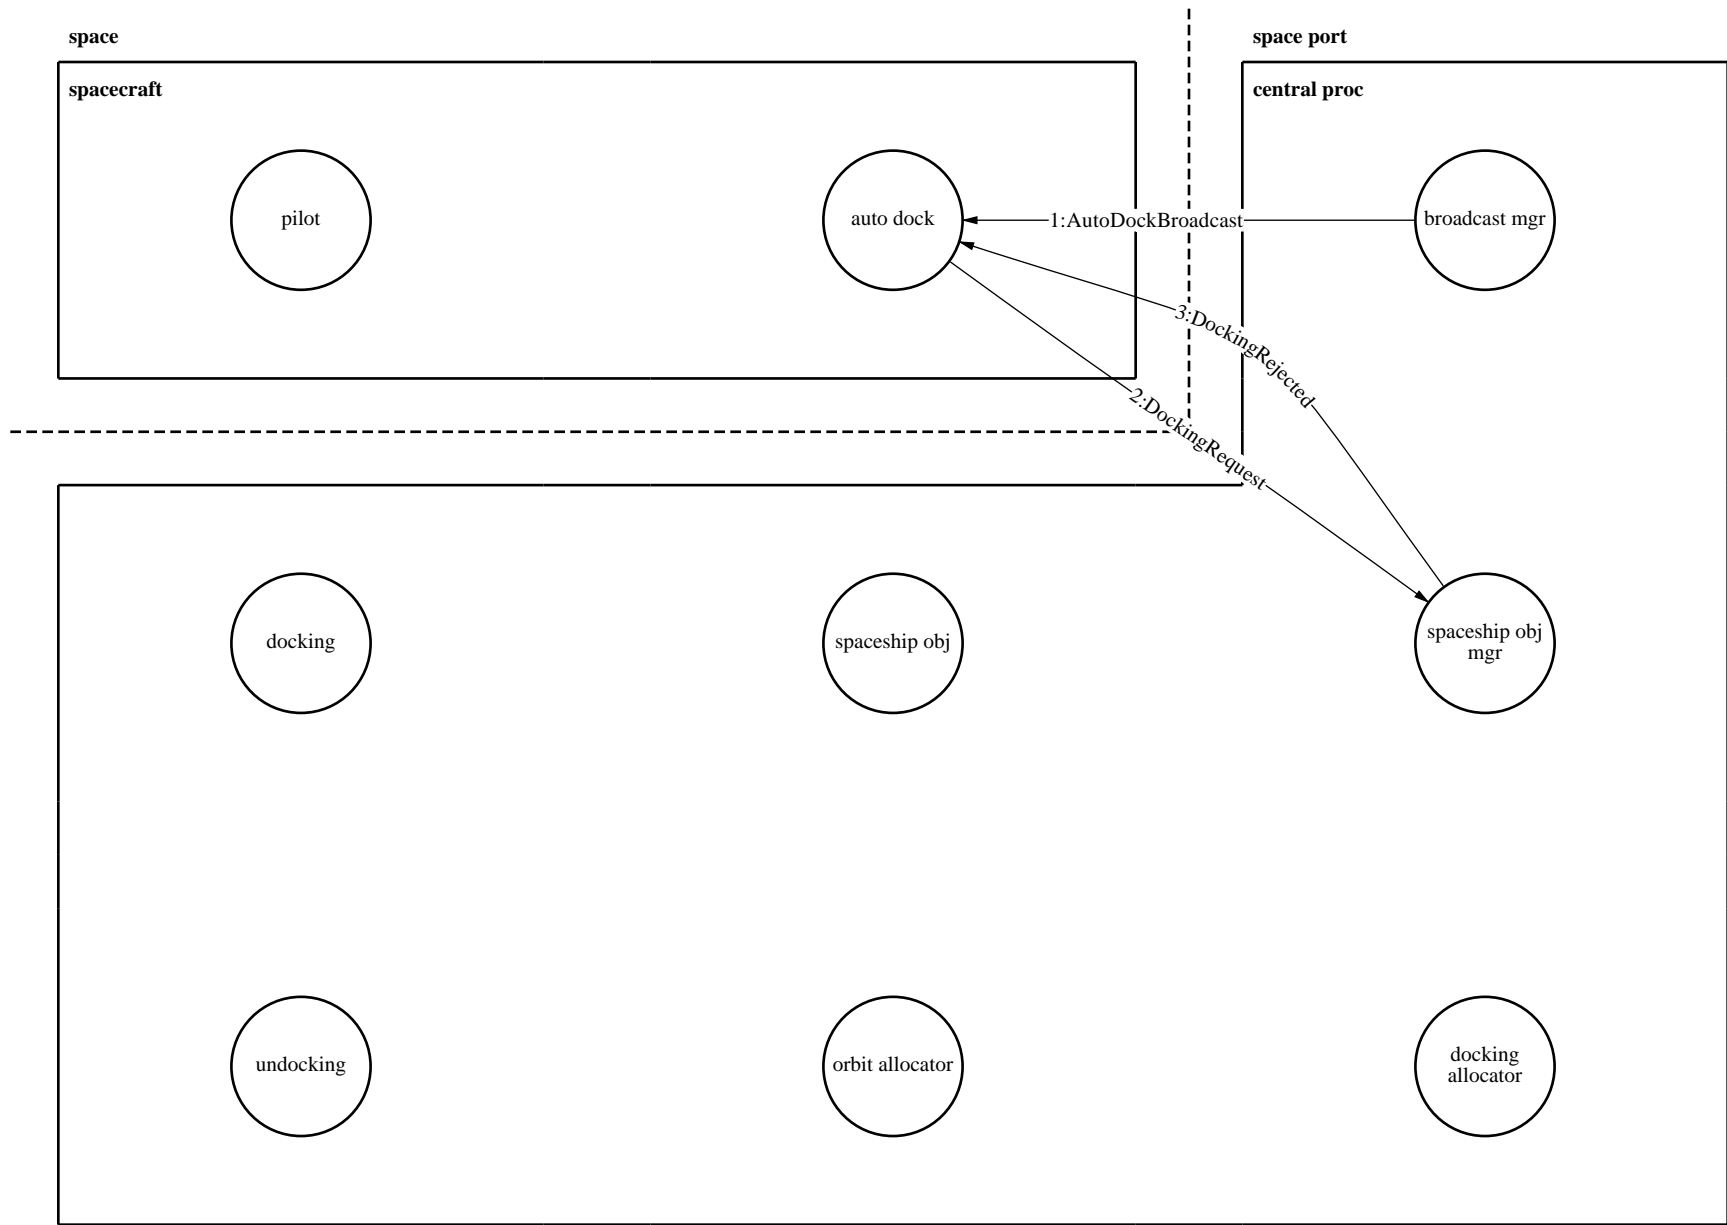 space
space port
spacecraft
central proc
pilot
auto dock
1:AutoDockBroadcast
broadcast mgr
3:DockingRejected
2:DockingRequest
docking
spaceship obj
spaceship obj
mgr
undocking
orbit allocator
docking
allocator